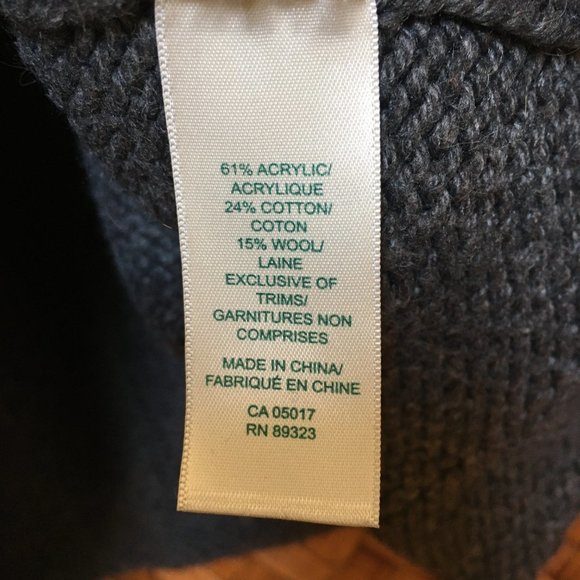 61% ACRYLIC/
ACRYLIQUE
24% COTTON/
COTON
15% WOOL/
LAINE
EXCLUSIVE OF
TRIMS/
GARNITURES NON
COMPRISES
MADE IN CHINA/
FABRIQUÉ EN CHINE
CA 05017
RN 89323